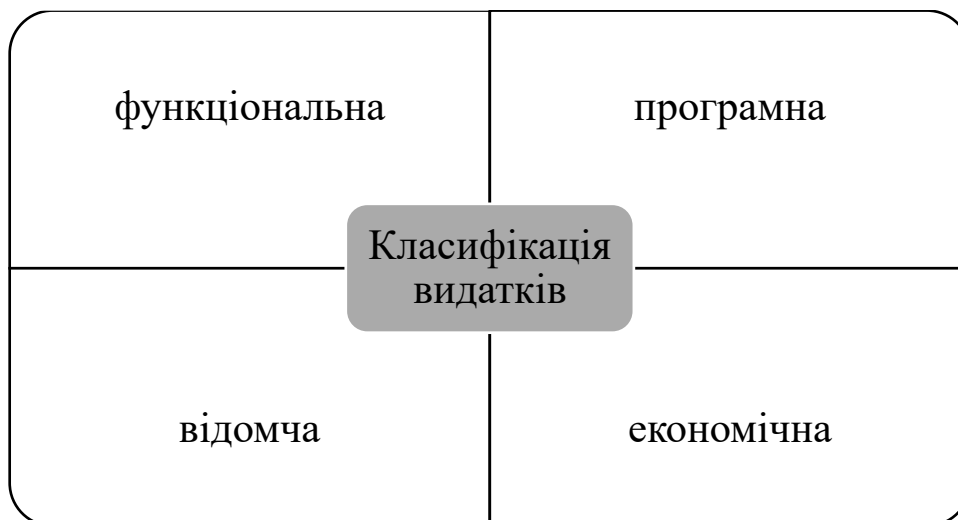 функціональна
програмна
Класифікація
видатків
відомча
економічна